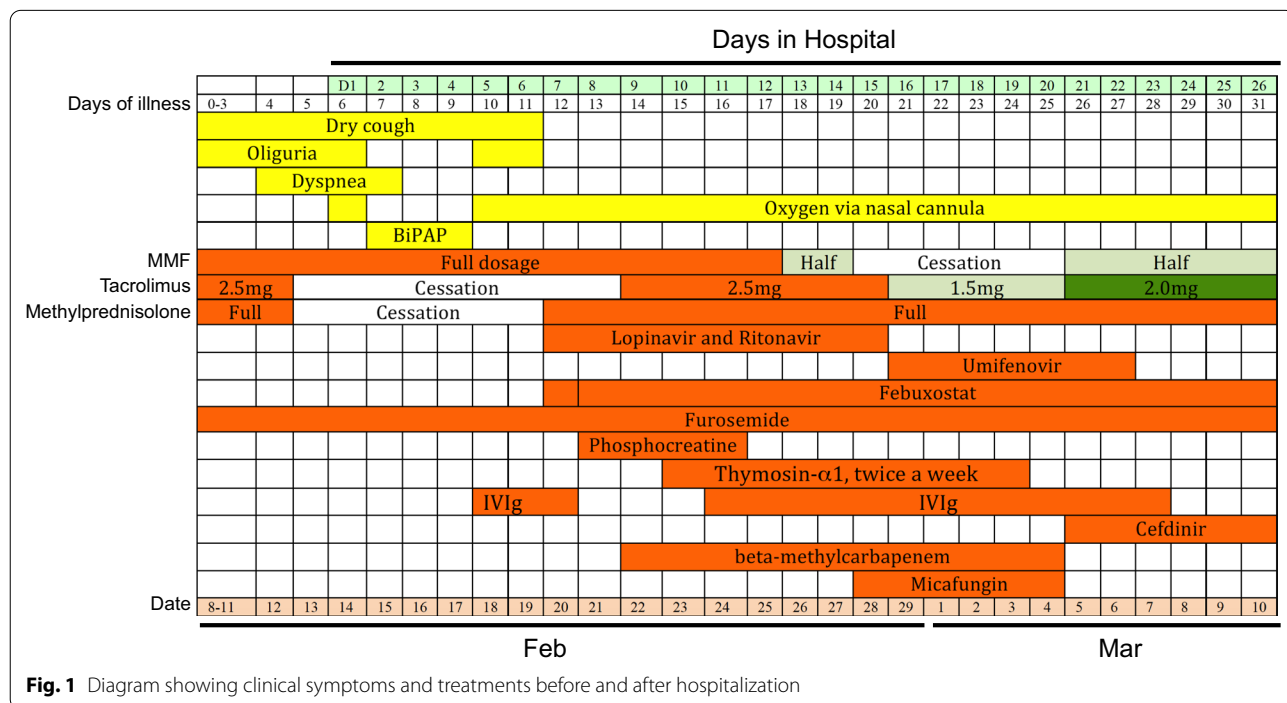 Days in Hospital
D1 2 3 4 5 6 7 8 9 10 11 12 13 14 15 16 17 18 19 20 21 22 23 24 25 26
Days of illness 0-3 4 5 6 7 8 9 10 11 12 13 14 15 16 17 18 19 20 21 22 23 24 25 26 27 28 29 30 31
Dry cough
Oliguria
Dyspnea
Oxygen via nasal cannula
BiPAP
MMF Full dosage Half Cessation Half
Tacrolimus 2.5mg Cessation 2.5mg 1.5mg 2.0mg
Methylprednisolone Full Cessation Full
Lopinavir and Ritonavir
Umifenovir
Febuxostat
Furosemide
Phosphocreatine
Thymosin-α1, twice a week
IVIg IVIg
Cefdinir
beta-methylcarbapenem
Micafungin
Date 8-11 12 13 14 15 16 17 18 19 20 21 22 23 24 25 26 27 28 29 1 2 3 4 5 6 7 8 9 10
Feb Mar
Fig. 1 Diagram showing clinical symptoms and treatments before and after hospitalization